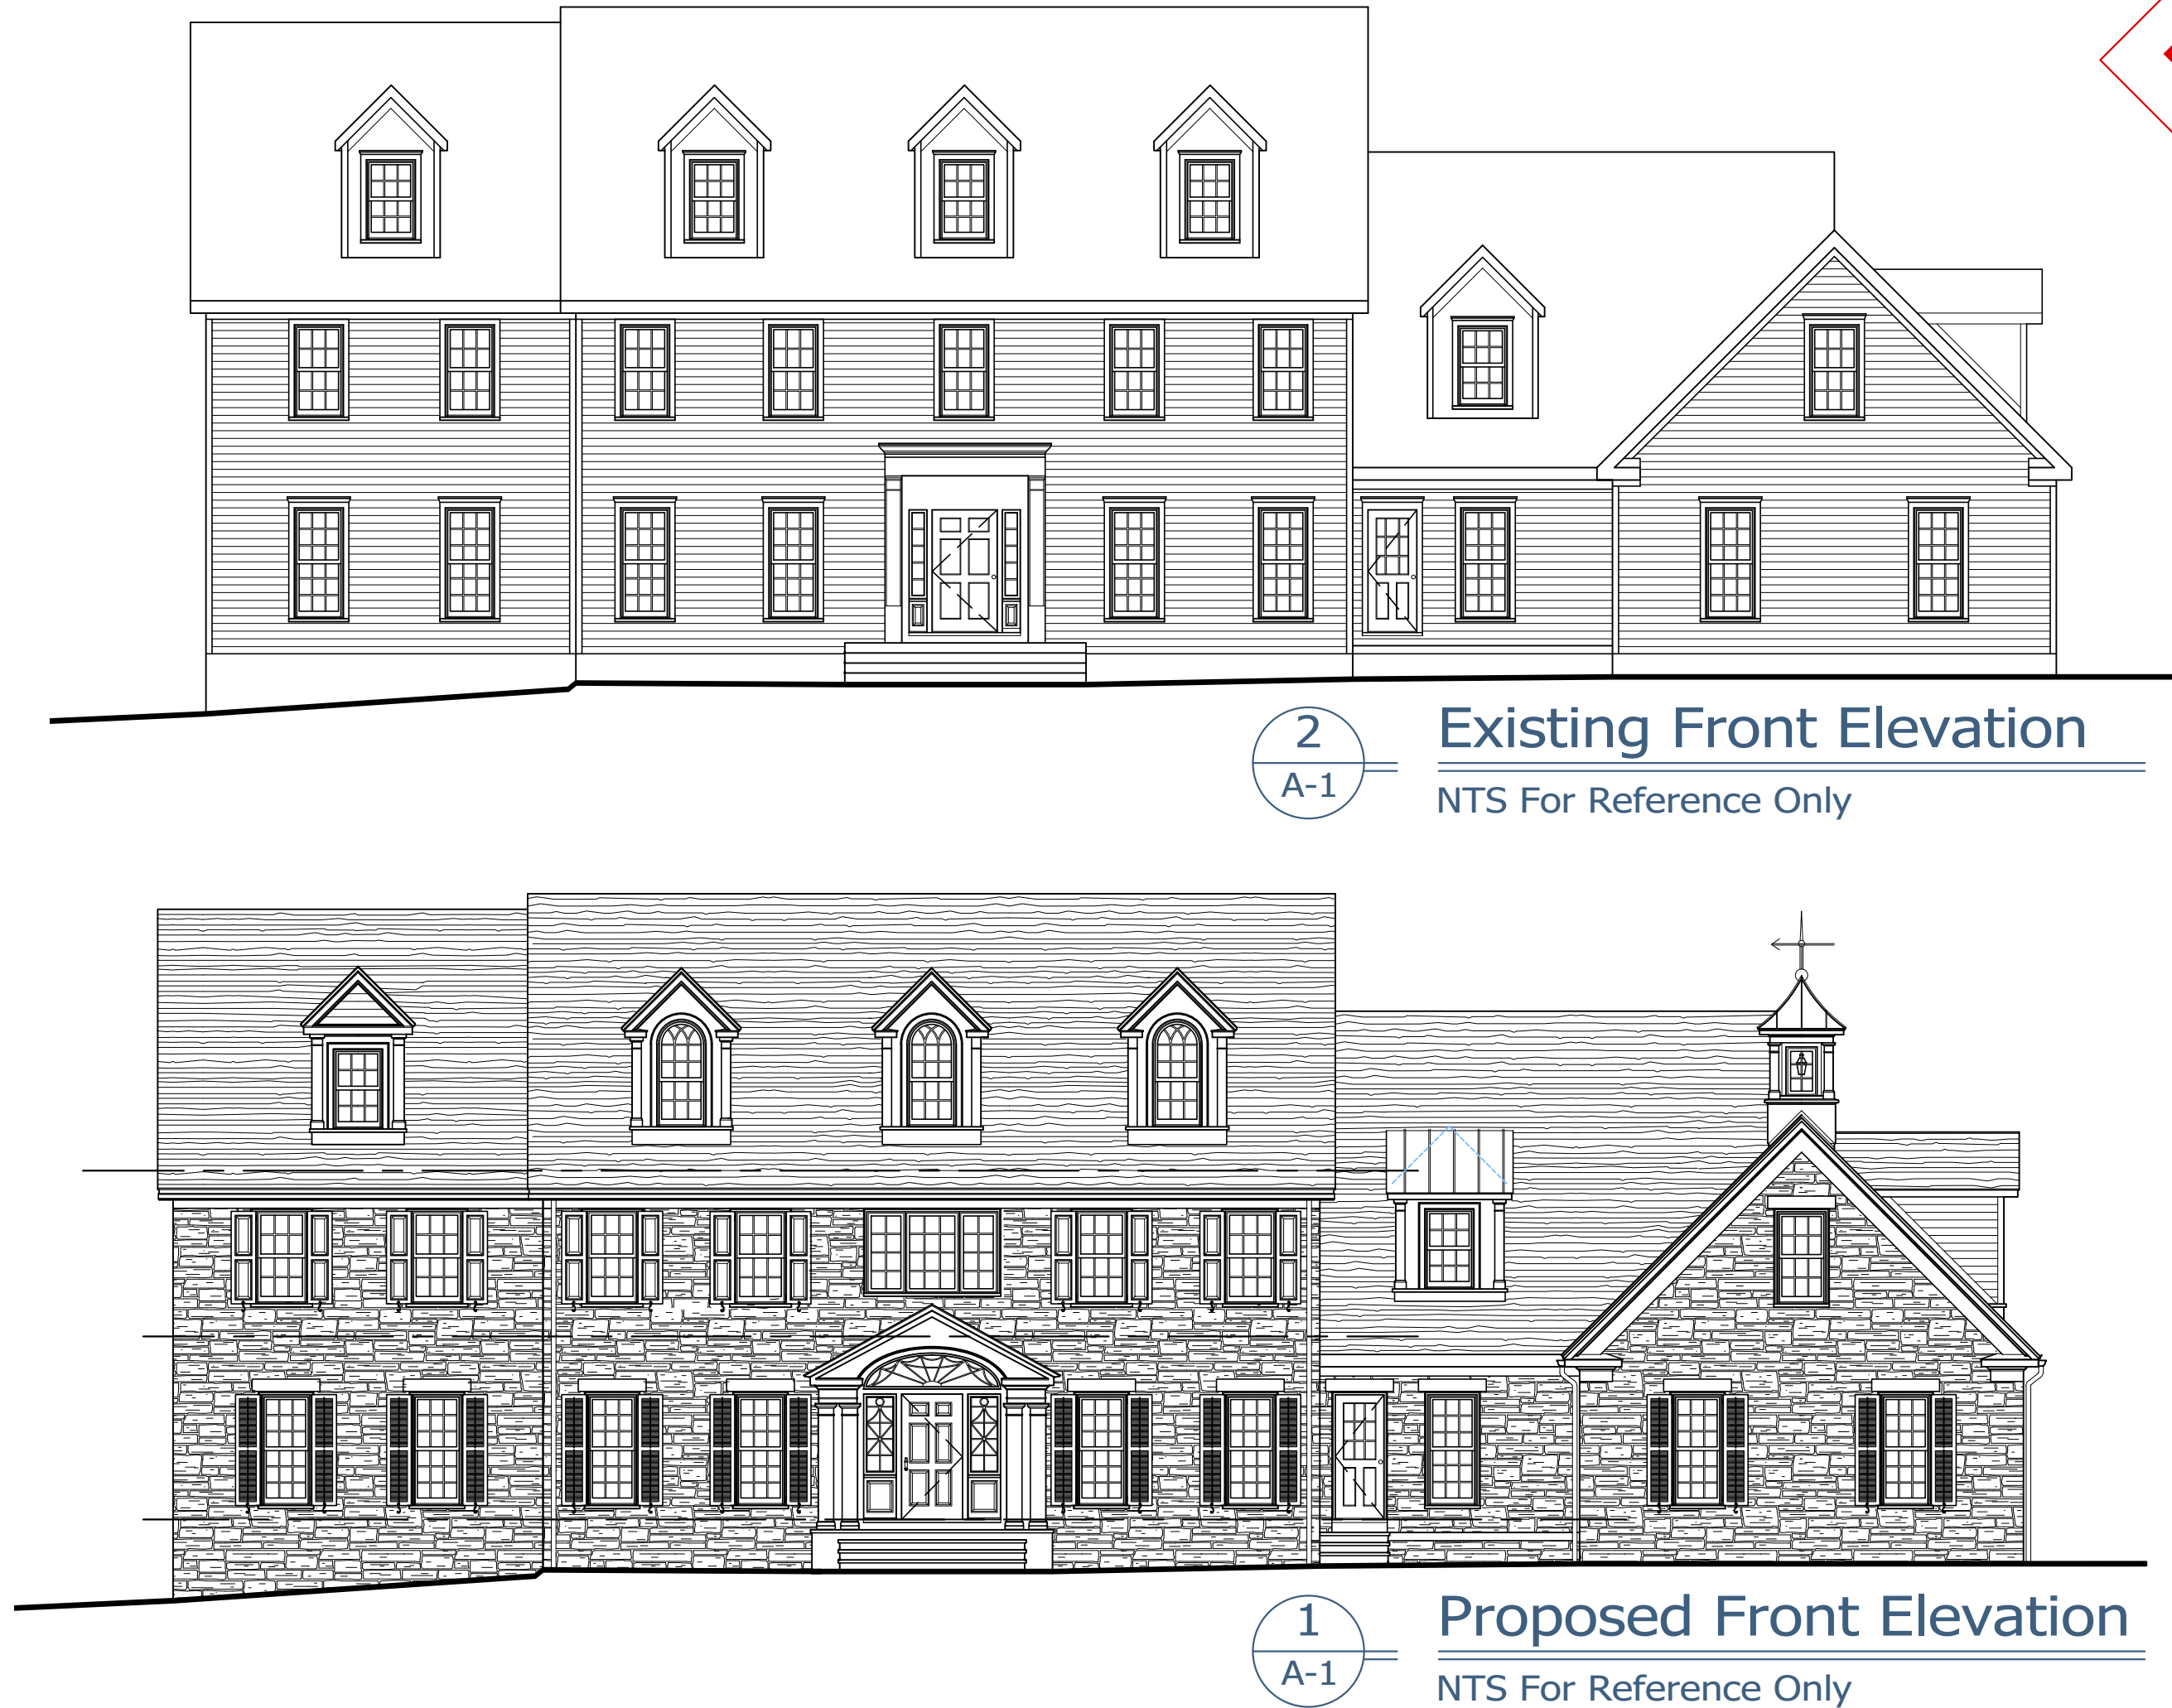 2
A-1
Existing Front Elevation
NTS For Reference Only
1
A-1
Proposed Front Elevation
NTS For Reference Only